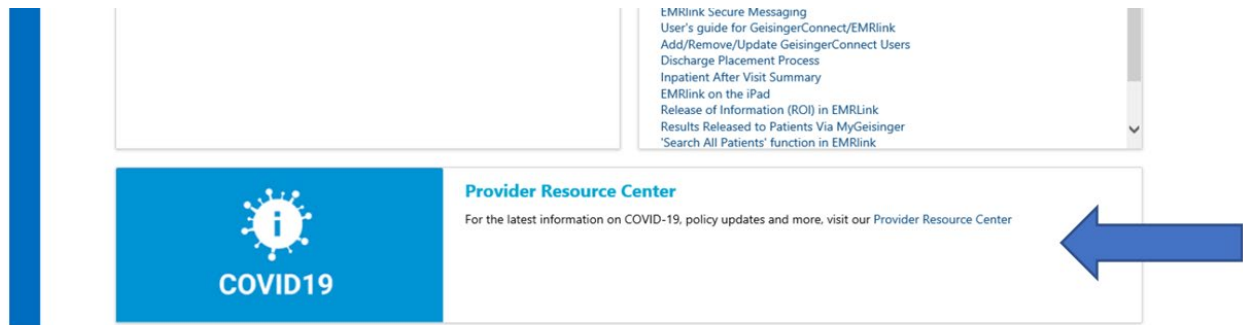 EMRlink Secure Messaging
User's guide for GeisingerConnect/EMRlink
Add/Remove/Update GeisingerConnect Users
Discharge Placement Process
Inpatient After Visit Summary
EMRlink on the iPad
Release of Information (ROI) in EMRLink
Results Released to Patients Via MyGeisinger
'Search All Patients' function in EMRlink
i
COVID19
Provider Resource Center
For the latest information on COVID-19, policy updates and more, visit our Provider Resource Center